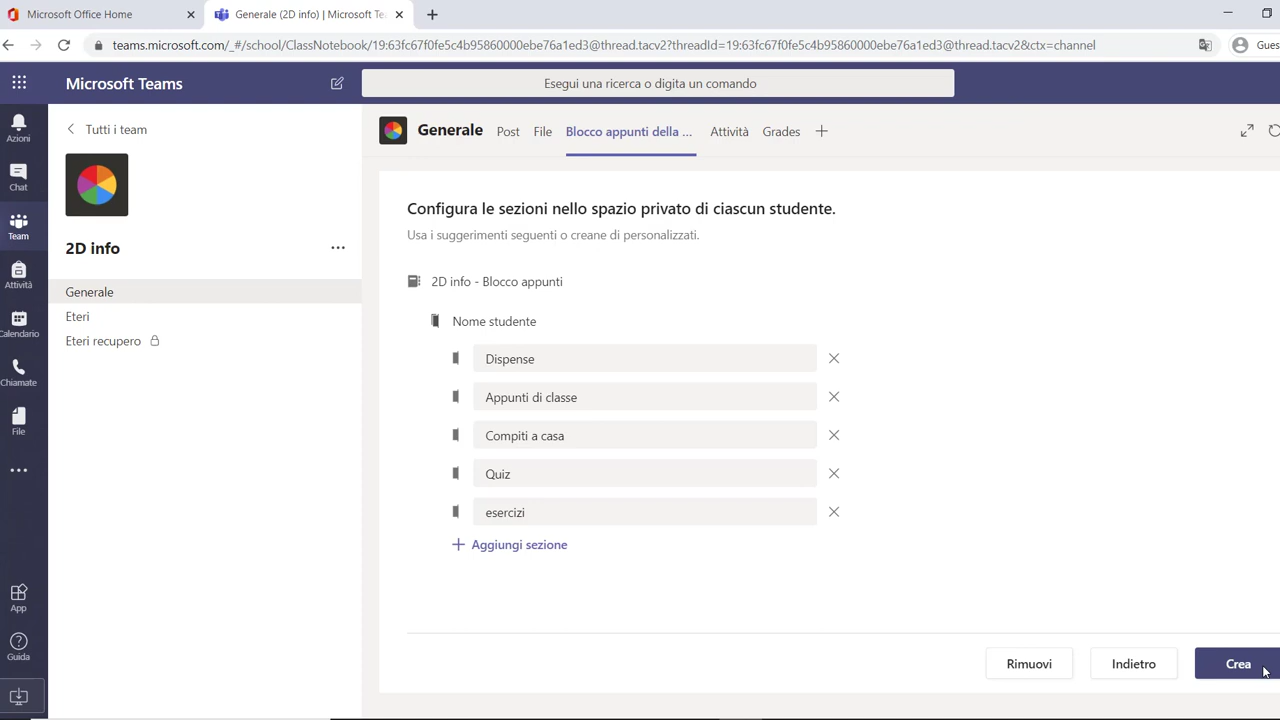 Microsoft Office Home
Generale (2D info) | Microsoft Te
teams.microsoft.com/_#/school/ClassNotebook/19:63fc67f0fe5c4b95860000ebe76a1ed3@thread.tacv2?threadId=19:63fc67f0fe5c4b95860000ebe76a1ed3@thread.tacv2&ctx=channel
Gues
Microsoft Teams
Esegui una ricerca o digita un comando
Azioni
Chat
Team
Attività
Calendario
Chiamate
File
App
Guida
Tutti i team
2D info
Generale
Eteri
Eteri recupero
Generale Post File Blocco appunti della ... Attività Grades
Configura le sezioni nello spazio privato di ciascun studente.
Usa i suggerimenti seguenti o creane di personalizzati.
2D info - Blocco appunti
Nome studente
Dispense
Appunti di classe
Compiti a casa
Quiz
esercizi
Aggiungi sezione
Rimuovi Indietro Crea